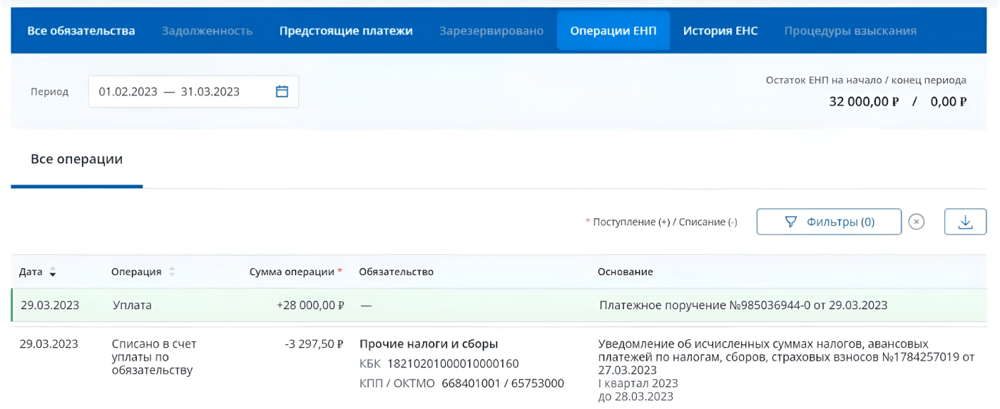 Все обязательства Задолженность Предстоящие платежи Зарезервировано Операции ЕНП История ЕНС Процедуры взыскания
Остаток ЕНП на начало / конец периода
Период 01.02.2023 — 31.03.2023
32 000,00 ₽ / 0,00 ₽
Все операции
* Поступление (+) / Списание (-) Фильтры (0)
Дата Операция Сумма операции * Обязательство Основание
29.03.2023 Уплата +28 000,00 ₽ — Платежное поручение №985036944-0 от 29.03.2023
29.03.2023 Списано в счет уплаты по обязательству -3 297,50 ₽ Прочие налоги и сборы
КБК 18210201000010000160
КПП / ОКТМО 668401001 / 65753000
Уведомление об исчисленных суммах налогов, авансовых
платежей по налогам, сборов, страховых взносов №1784257019 от
27.03.2023
I квартал 2023
до 28.03.2023